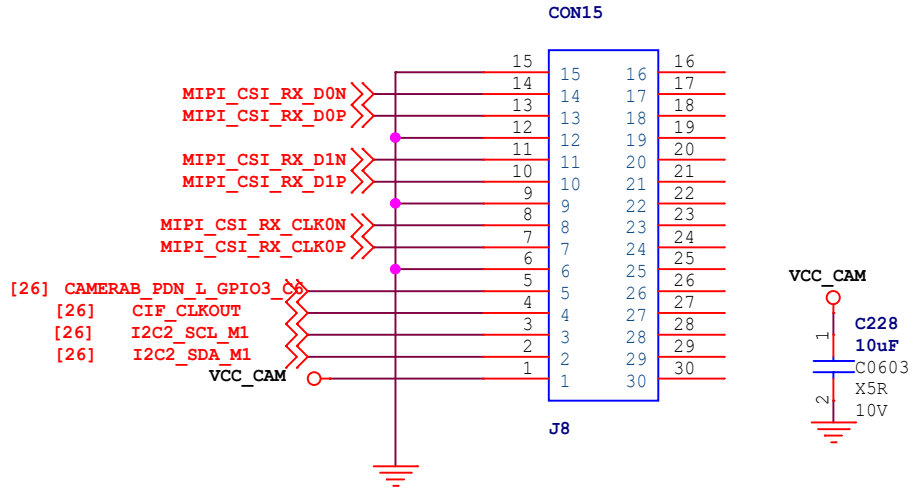 CON15
15 15 16 16
MIPI_CSI_RX_D0N 14 14 17 17
MIPI_CSI_RX_D0P 13 13 18 18
12 12 19 19
MIPI_CSI_RX_D1N 11 11 20 20
MIPI_CSI_RX_D1P 10 10 21 21
9 9 22 22
MIPI_CSI_RX_CLK0N 8 8 23 23
MIPI_CSI_RX_CLK0P 7 7 24 24
6 6 25 25
[26] CAMERAB_PDN_L_GPIO3_C6 5 5 26 26
[26] CIF_CLKOUT 4 4 27 27
[26] I2C2_SCL_M1 3 3 28 28
[26] I2C2_SDA_M1 2 2 29 29
VCC_CAM 1 1 30 30
J8
VCC_CAM
1
C228
10uF
C0603
X5R
2
10V